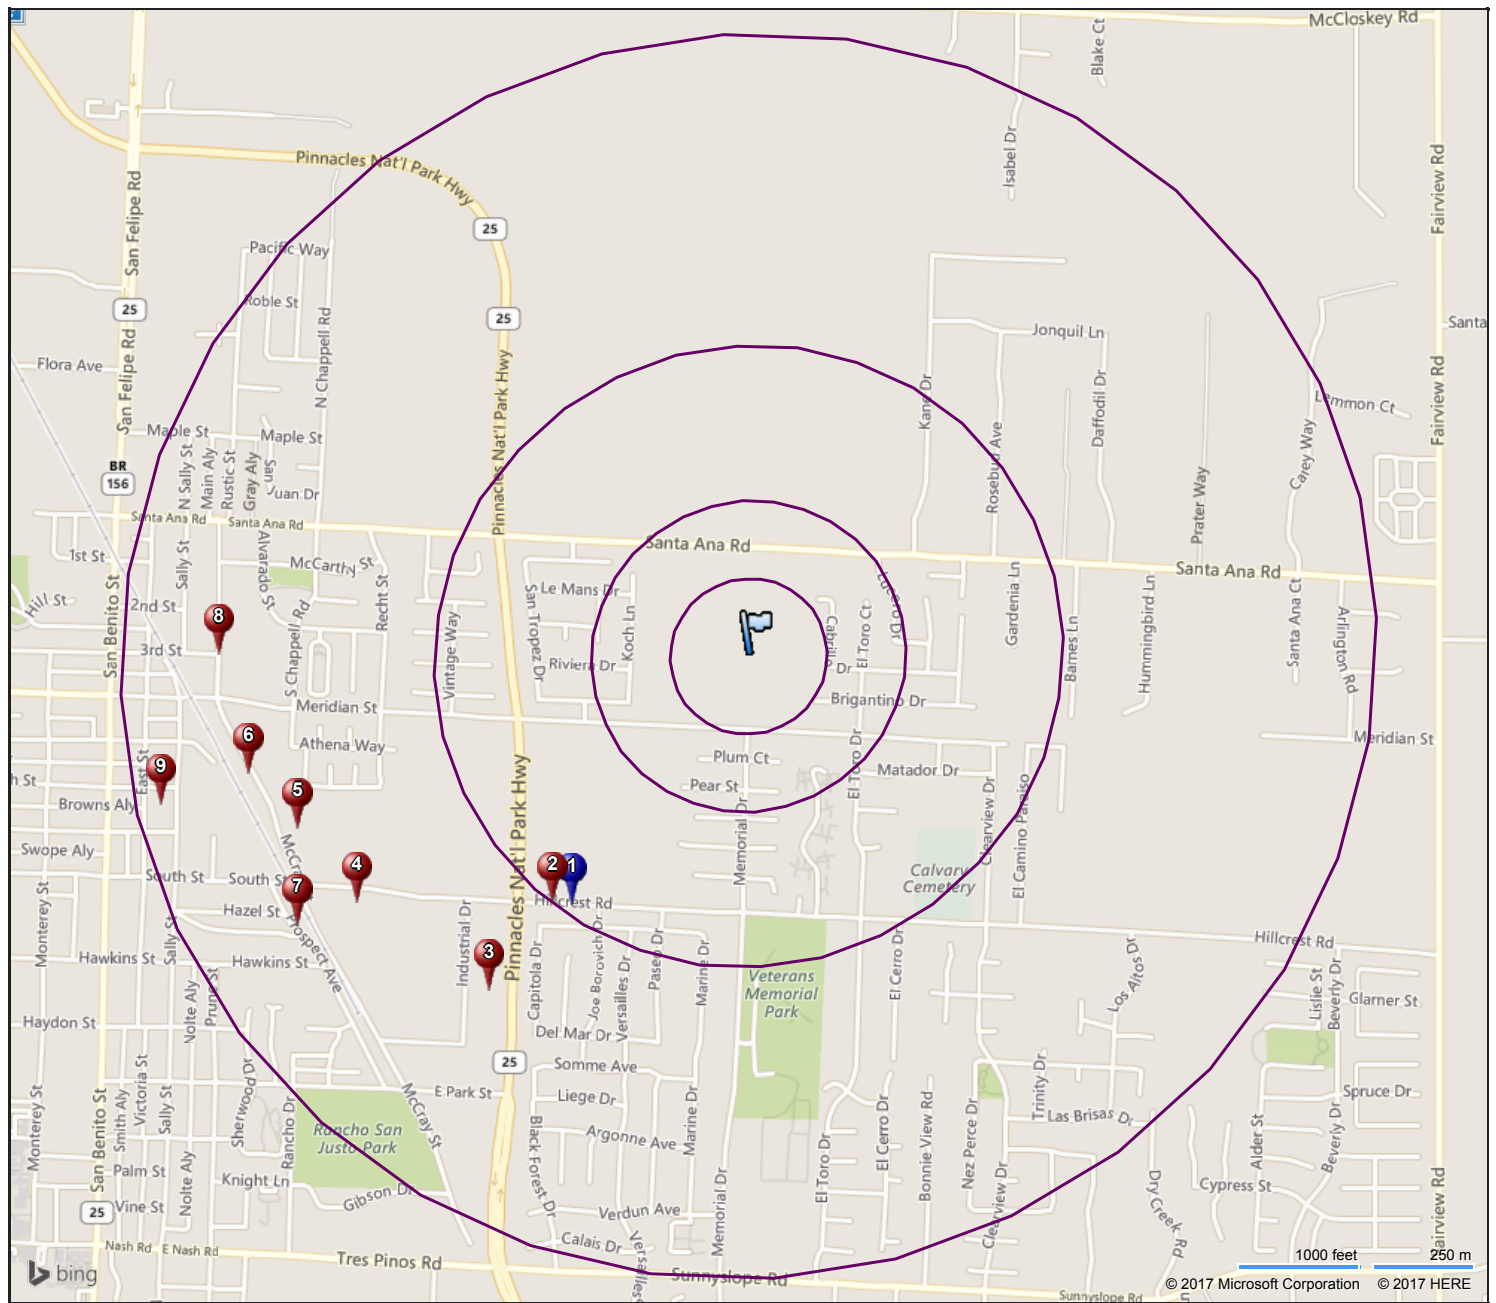 McCloskey Rd
Blake Ct
Isabel Dr
Fairview Rd
Pinnacles Nat'l Park Hwy
San Felipe Rd
25
Pacific Way
Roble St
25
25
N Chappell Rd
Jonquil Ln
Santa
Flora Ave
San Felipe Rd
Pinnacles Nat'l Park Hwy
Kane Dr
Daffodil Dr
Lemmon Ct
Fairview Rd
Maple St
Maple St
Rosebud Ave
Carey Way
BR
156
N Sally St
Main Aly
Rustic St
Gray Aly
San
Juan Dr
Prater Way
Santa Ana Rd
Santa Ana Rd
Santa Ana Rd
Santa Ana Rd
1st St
Sally St
Alvarado St
McCarthy St
Recht St
Le Mans Dr
San Tropez Dr
Koch Ln
Lucero Dr
Gardenia Ln
Hummingbird Ln
Santa Ana Ct
Arlington Rd
Hill St
San Benito St
2nd St
8
3rd St
S Chappell Rd
Vintage Way
Riviera Dr
Cabrillo
Dr
El Toro Ct
Barnes Ln
Brigantino Dr
Meridian St
Meridian St
6
Athena Way
Plum Ct
El Toro Dr
Matador Dr
9
h St
East St
5
Pear St
Browns Aly
Pinnacles Nat'l Park Hwy
Memorial Dr
Clearview Dr
El Camino Paraiso
Swope Aly
McCra
4
2
1
Calvary
Cemetery
South St
South St
7
Hillcrest Rd
Monterey St
Hazel St
Prospect Ave
Industrial Dr
Hillcrest Rd
Sally St
3
Hawkins St
Hawkins St
Capitola Dr
Joe Borovich Dr
Versailles Dr
Paseo Dr
Marine Dr
Veterans
Memorial
Park
El Cerro Dr
Los Altos Dr
Lislie St
Beverly Dr
Glarner St
Nolte Aly
Prune St
Haydon St
Del Mar Dr
25
Somme Ave
Monterey St
San Benito St
Smith Aly
Victoria St
Sally St
Sherwood Dr
Rancho Dr
McCray St
E Park St
Liege Dr
Marine Dr
Trinity Dr
Las Brisas Dr
Spruce Dr
Rancho San
Justo Park
Black Forest Dr
Argonne Ave
El Toro Dr
El Cerro Dr
Bonnie View Rd
Nez Perce Dr
Alder St
Beverly Dr
Palm St
Nolte Aly
Knight Ln
Gibson Dr
Memorial Dr
Clearview Dr
Dry Creek Rd
Cypress St
Vine St
25
Verdun Ave
Calais Dr
Versailles
Fairview Rd
Nash Rd
E Nash Rd
Tres Pinos Rd
Sunnyslope Rd
Sunnyslope Rd
bing
1000 feet
250 m
© 2017 Microsoft Corporation
© 2017 HERE